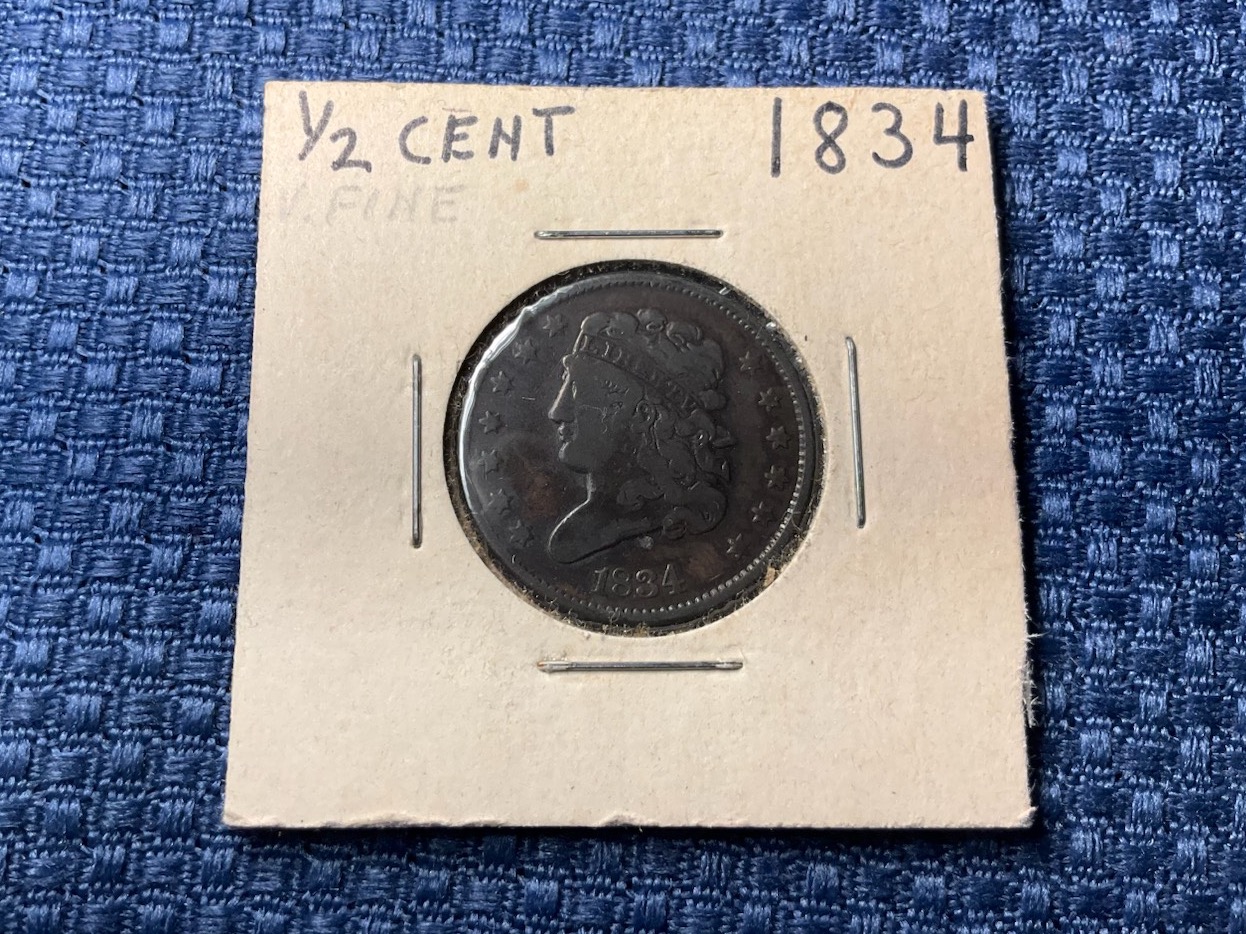 1/2 CENT 1834
V. FINE
LIBERTY
1834